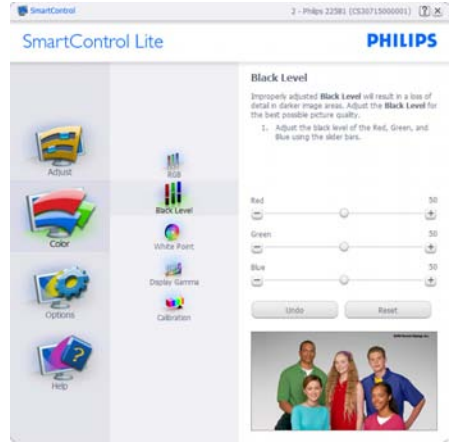 SmartControl
2 - Philips 225B1 (CS30715000001)
SmartControl Lite
PHILIPS
Adjust
Color
Options
Help
RGB
Black Level
White Point
Display Gamma
Calibration
Black Level
Improperly adjusted Black Level will result in a loss of
detail in darker image areas. Adjust the Black Level for
the best possible picture quality.
1. Adjust the black level of the Red, Green, and
Blue using the slider bars.
Red 50
Green 50
Blue 50
Undo Reset